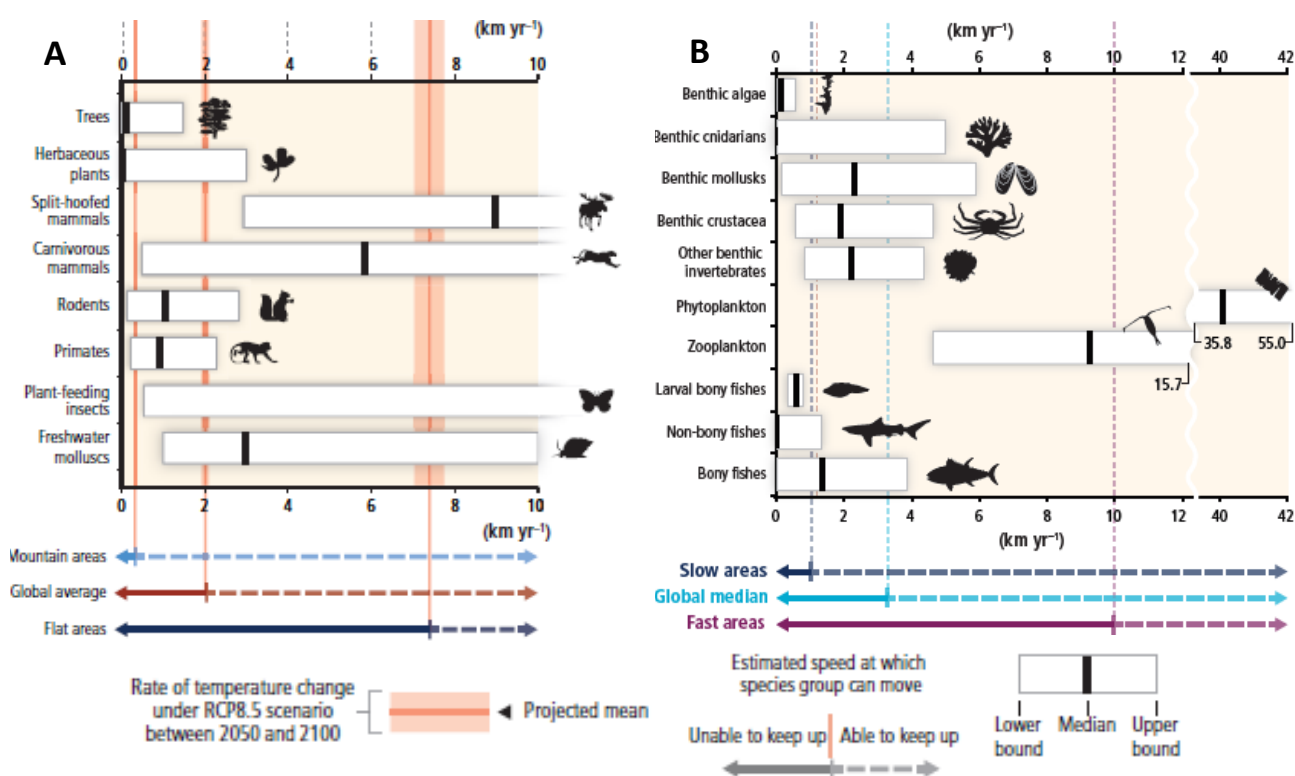 A
(km yr⁻¹)
0 2 4 6 8 10
Trees
Herbaceous
plants
Split-hoofed
mammals
Carnivorous
mammals
Rodents
Primates
Plant-feeding
insects
Freshwater
molluscs
0 2 4 6 8 10
(km yr⁻¹)
Mountain areas
Global average
Flat areas
Rate of temperature change
under RCP8.5 scenario
between 2050 and 2100
Projected mean
B
(km yr⁻¹)
0 2 4 6 8 10 12 40 42
Benthic algae
Benthic cnidarians
Benthic mollusks
Benthic crustacea
Other benthic
invertebrates
Phytoplankton
35.8 55.0
Zooplankton
15.7
Larval bony fishes
Non-bony fishes
Bony fishes
0 2 4 6 8 10 12 40 42
(km yr⁻¹)
Slow areas
Global median
Fast areas
Estimated speed at which
species group can move
Lower
bound
Median
Upper
bound
Unable to keep up
Able to keep up